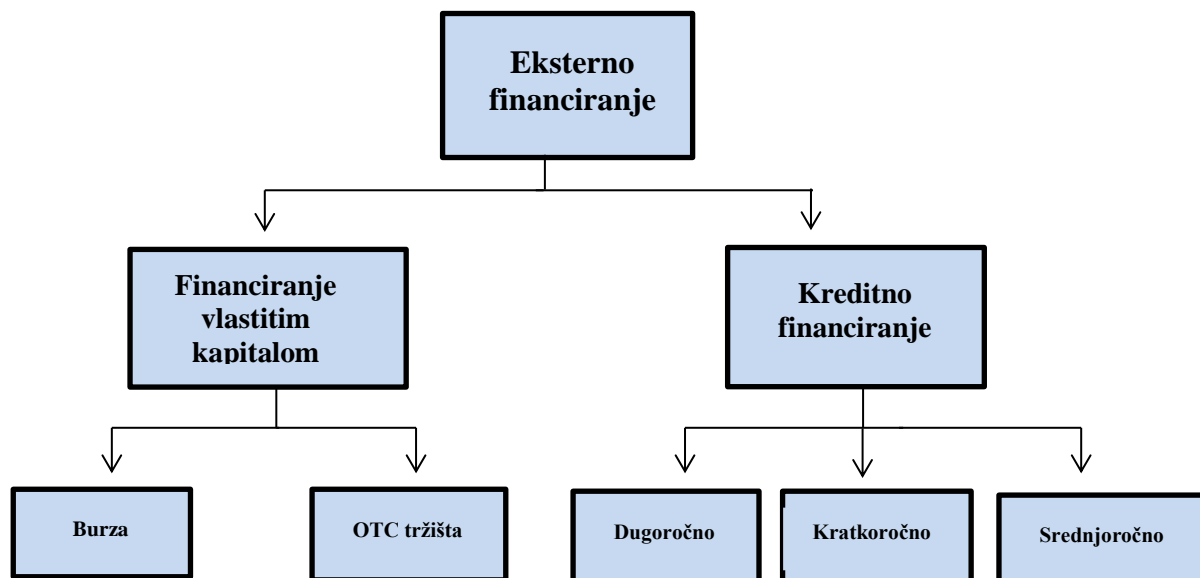 Eksterno
financiranje
Financiranje
vlastitim
kapitalom
Kreditno
financiranje
Burza
OTC tržišta
Dugoročno
Kratkoročno
Srednjoročno